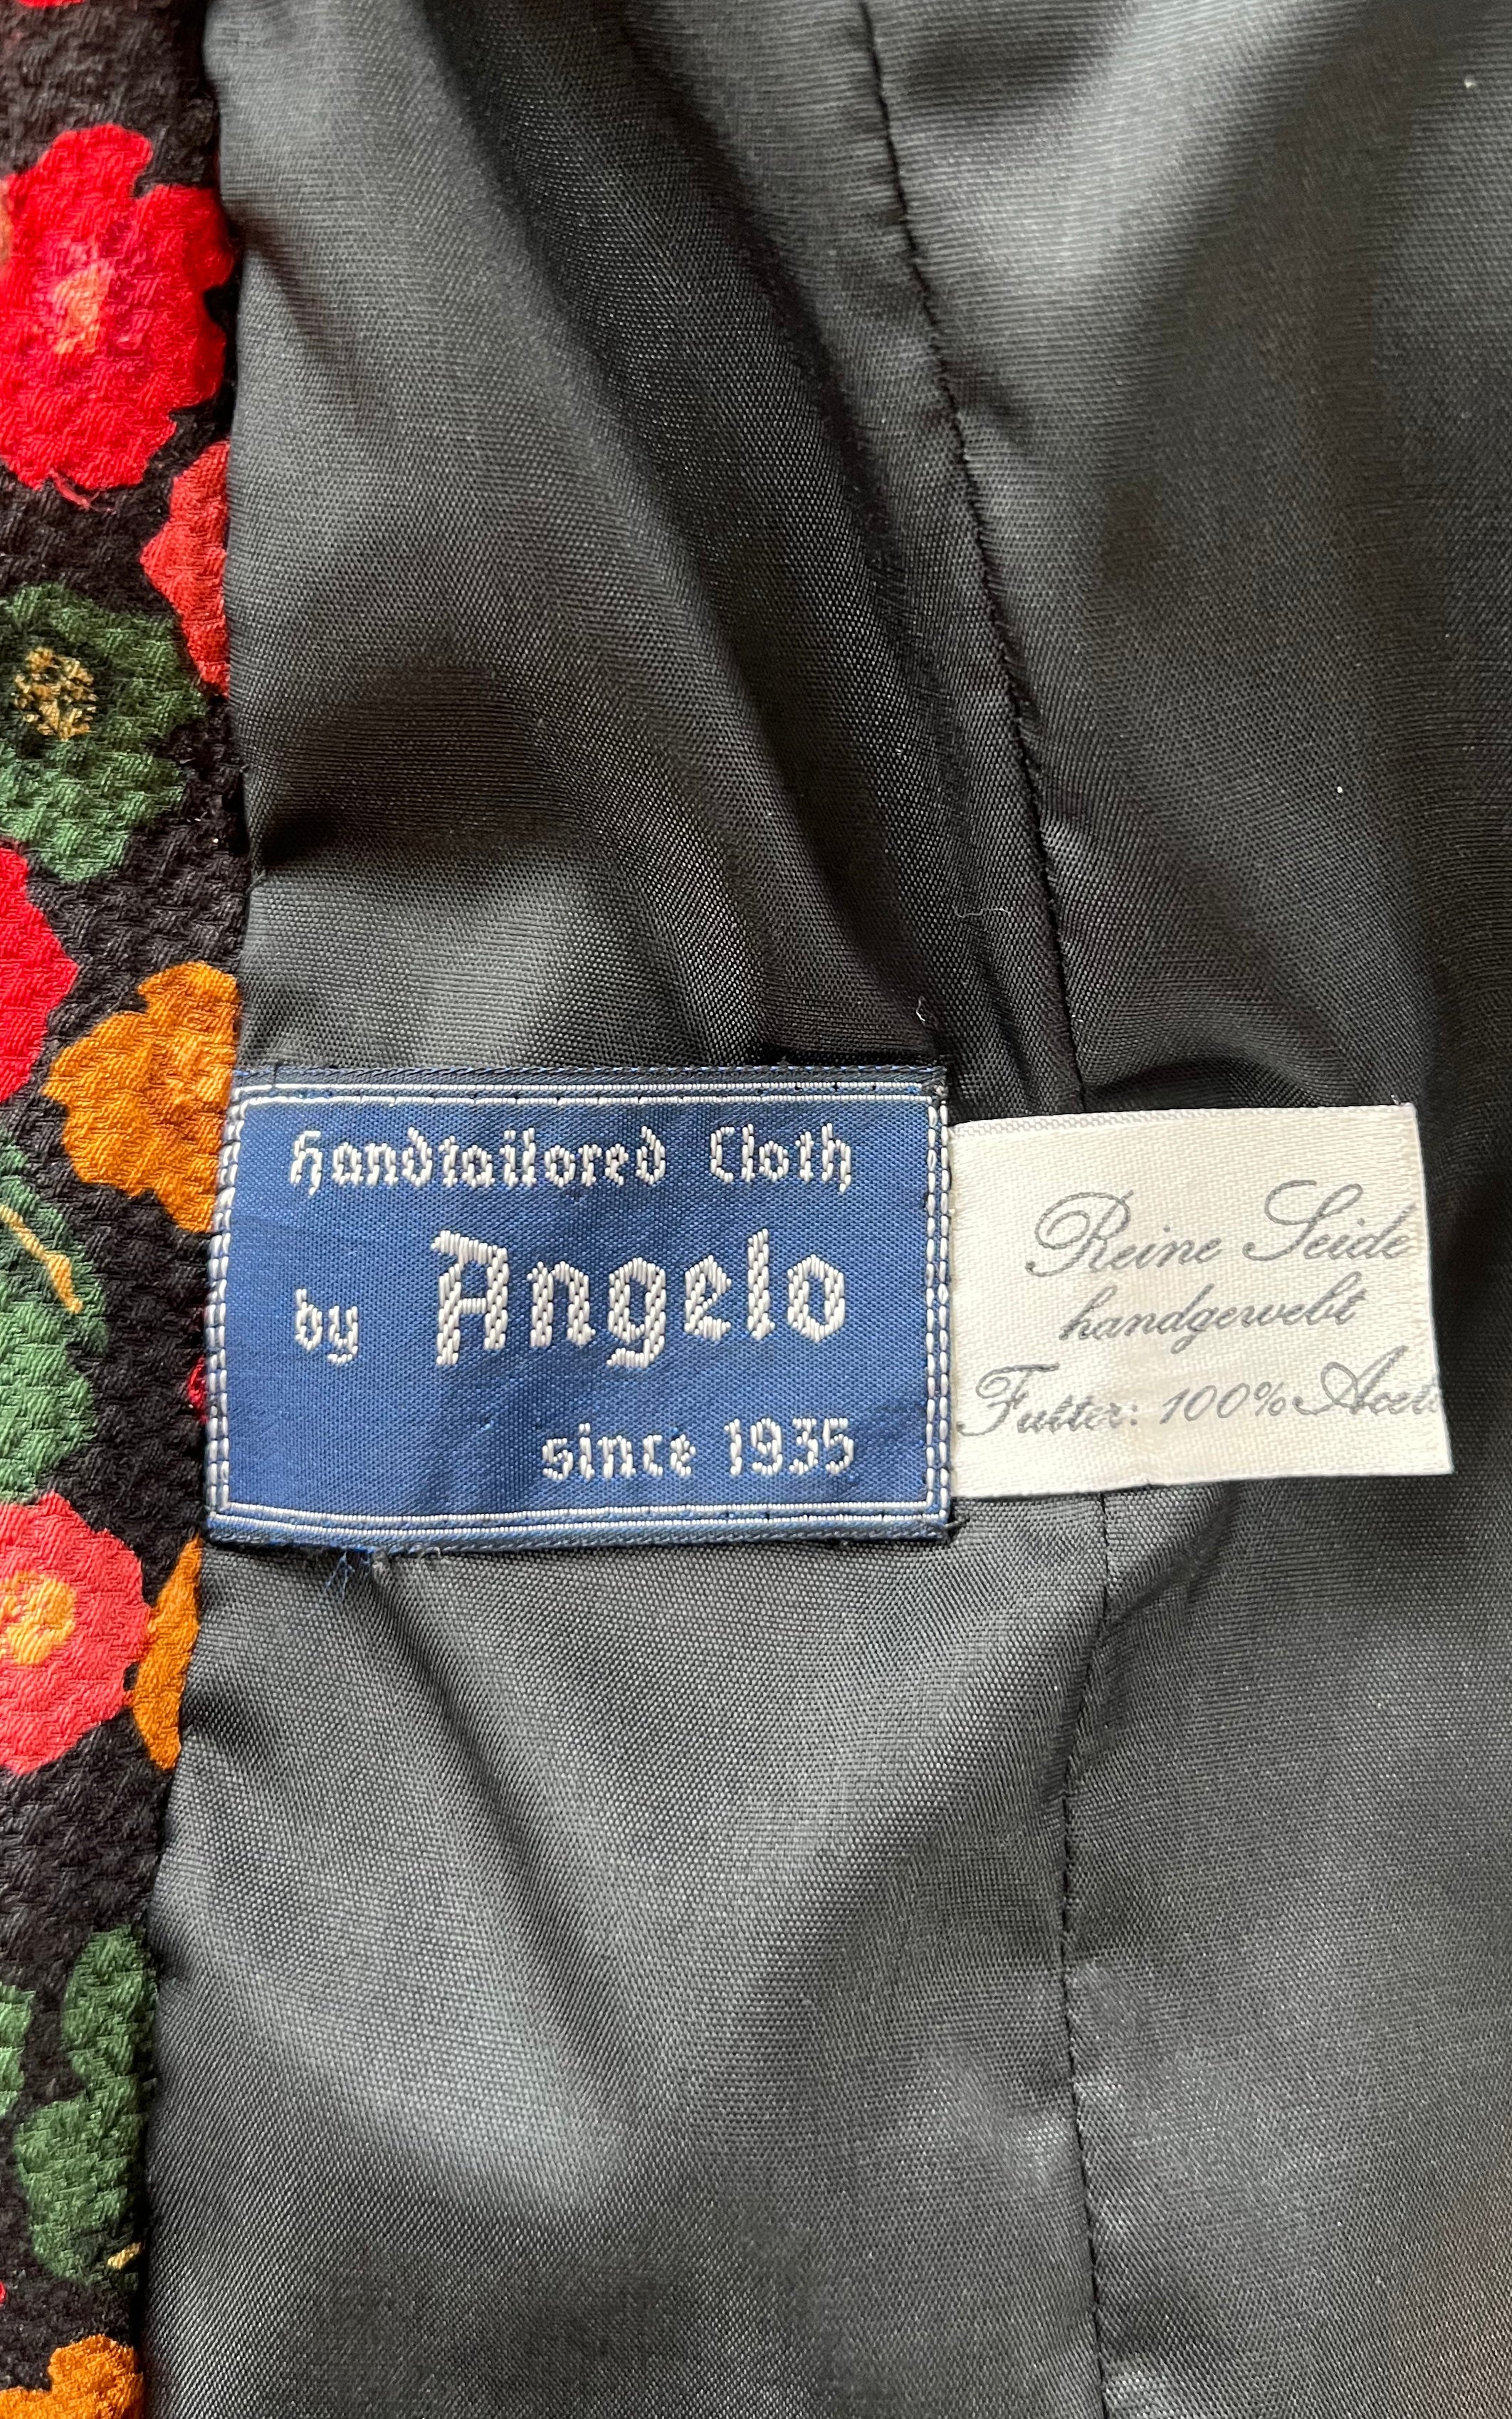 Handtailored Cloth
by Angelo
since 1935
Reine Seide
handgewebt
Futter: 100%